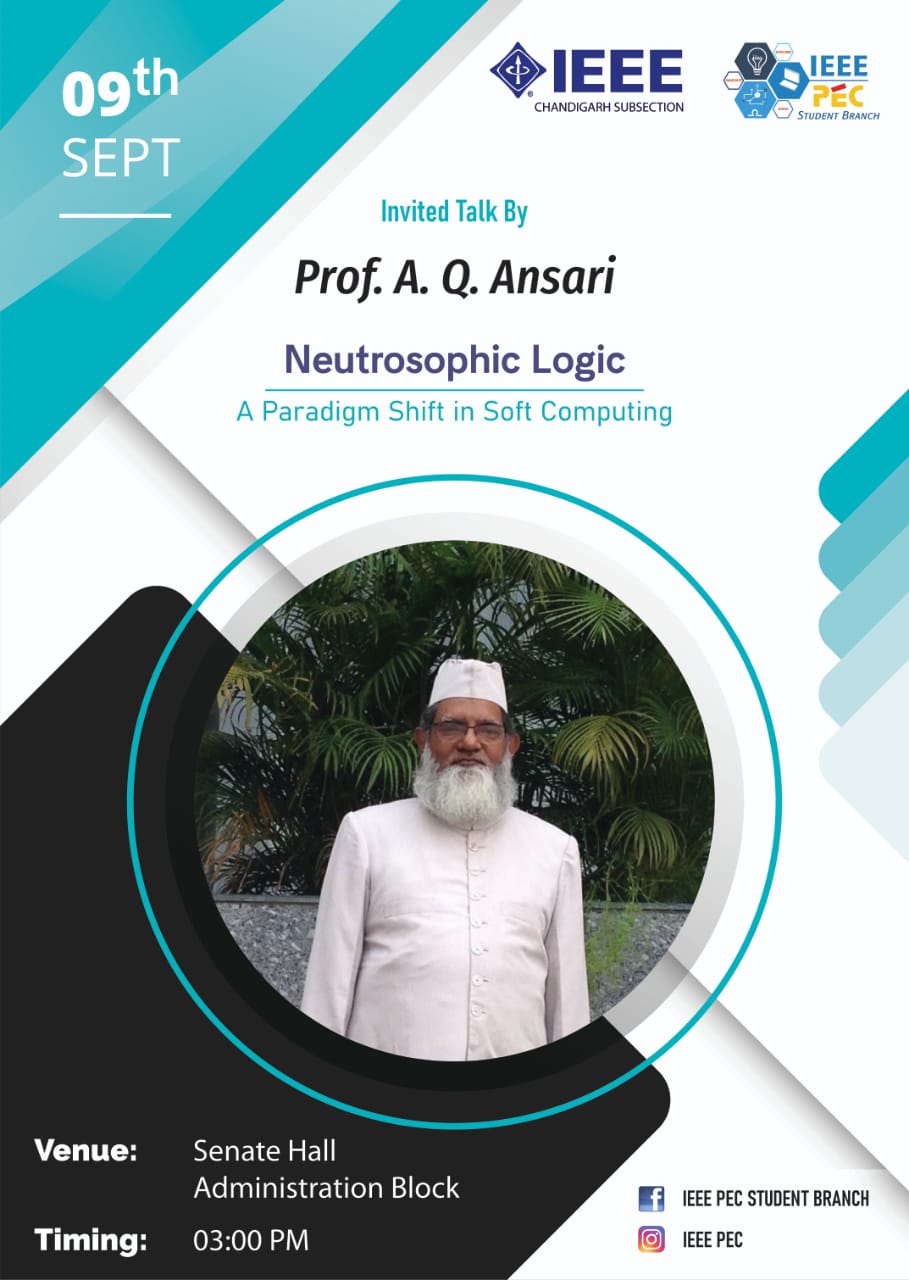 09th
SEPT
IEEE
CHANDIGARH SUBSECTION
IEEE
PEC
STUDENT BRANCH
Invited Talk By
Prof. A. Q. Ansari
Neutrosophic Logic
A Paradigm Shift in Soft Computing
Venue: Senate Hall
Administration Block
Timing: 03:00 PM
IEEE PEC STUDENT BRANCH
IEEE PEC